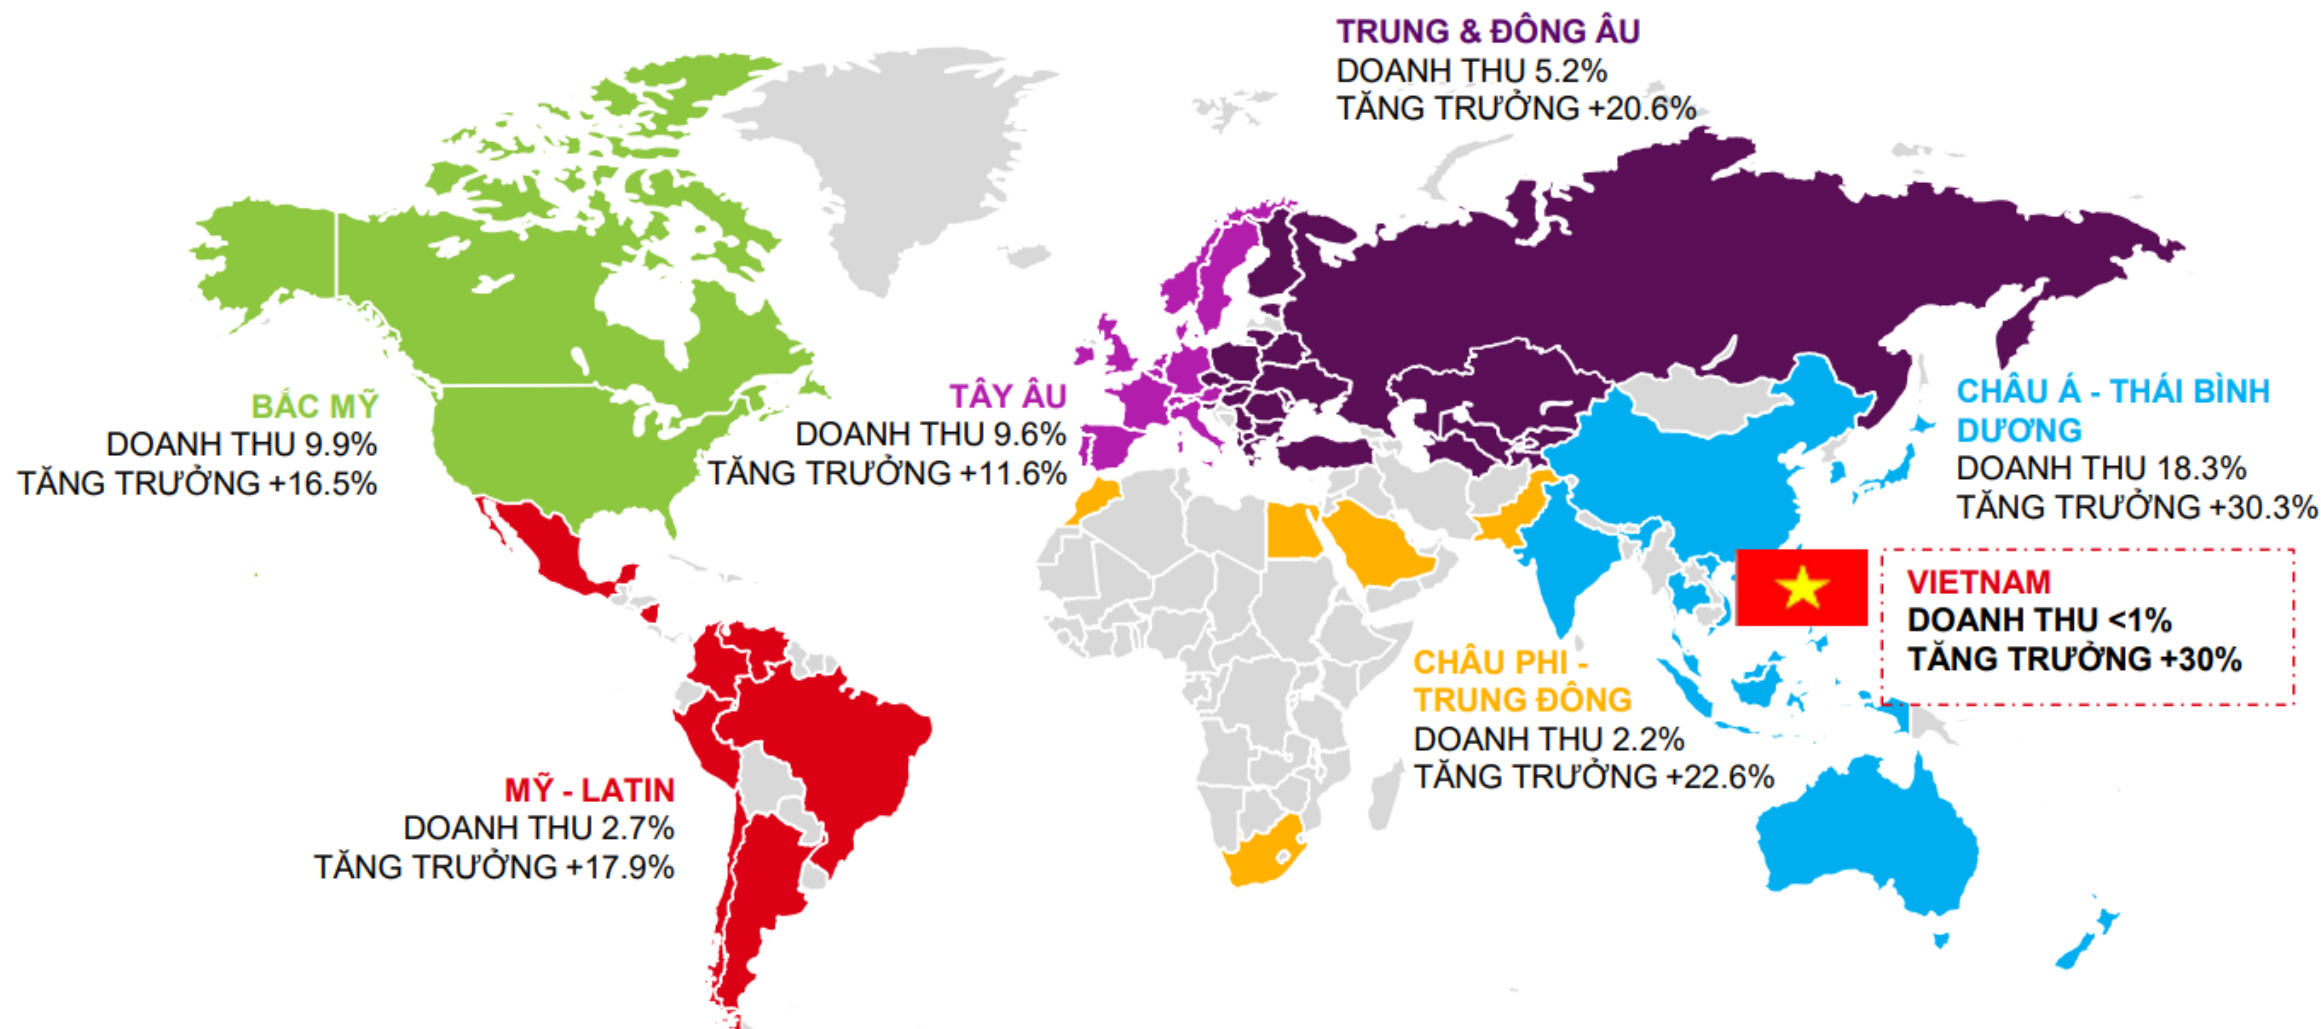 TRUNG & ĐÔNG ÂU
DOANH THU 5.2%
TĂNG TRƯỞNG +20.6%
BẮC MỸ
DOANH THU 9.9%
TĂNG TRƯỞNG +16.5%
TÂY ÂU
DOANH THU 9.6%
TĂNG TRƯỞNG +11.6%
CHÂU Á - THÁI BÌNH
DƯƠNG
DOANH THU 18.3%
TĂNG TRƯỞNG +30.3%
VIETNAM
DOANH THU <1%
TĂNG TRƯỞNG +30%
CHÂU PHI -
TRUNG ĐÔNG
DOANH THU 2.2%
TĂNG TRƯỞNG +22.6%
MỸ - LATIN
DOANH THU 2.7%
TĂNG TRƯỞNG +17.9%